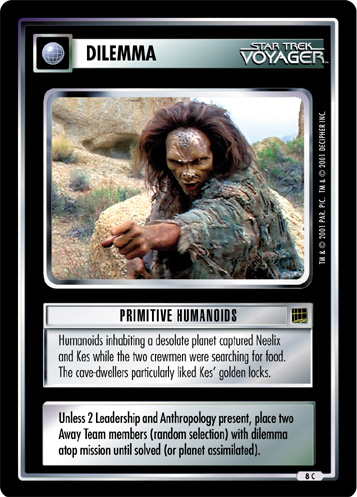 DILEMMA
STAR TREK
VOYAGER
TM & © 2001 PAR. PIC. TM & © 2001 DECIPHER INC.
PRIMITIVE HUMANOIDS
Humanoids inhabiting a desolate planet captured Neelix
and Kes while the two crewmen were searching for food.
The cave-dwellers particularly liked Kes' golden locks.
Unless 2 Leadership and Anthropology present, place two
Away Team members (random selection) with dilemma
atop mission until solved (or planet assimilated).
8 C